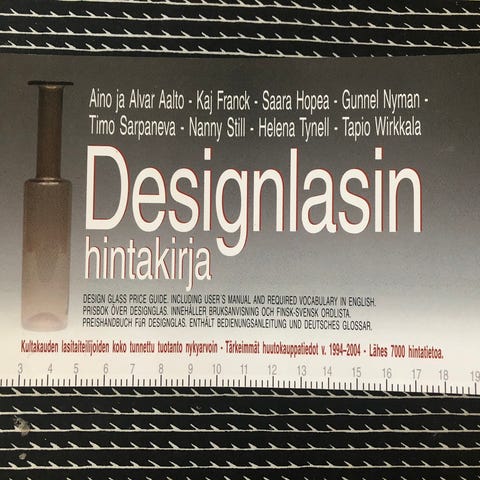 Aino ja Alvar Aalto - Kaj Franck - Saara Hopea - Gunnel Nyman -
Timo Sarpaneva - Nanny Still - Helena Tynell - Tapio Wirkkala
Designlasin
hintakirja
DESIGN GLASS PRICE GUIDE. INCLUDING USER'S MANUAL AND REQUIRED VOCABULARY IN ENGLISH.
PRISBOK ÖVER DESIGNGLAS. INNEHÅLLER BRUKSANVISNING OCH FINSK-SVENSK ORDLISTA.
PREISHANDBUCH FÜR DESIGNGLAS. ENTHÄLT BEDIENUNGSANLEITUNG UND DEUTSCHES GLOSSAR.
Kultakauden lasitaiteilijoiden koko tunnettu tuotanto nykyarvoin - Tärkeimmät huutokauppatiedot v. 1994-2004 - Lähes 7000 hintatietoa.
3 4 5 6 7 8 9 10 11 12 13 14 15 16 17 18 19